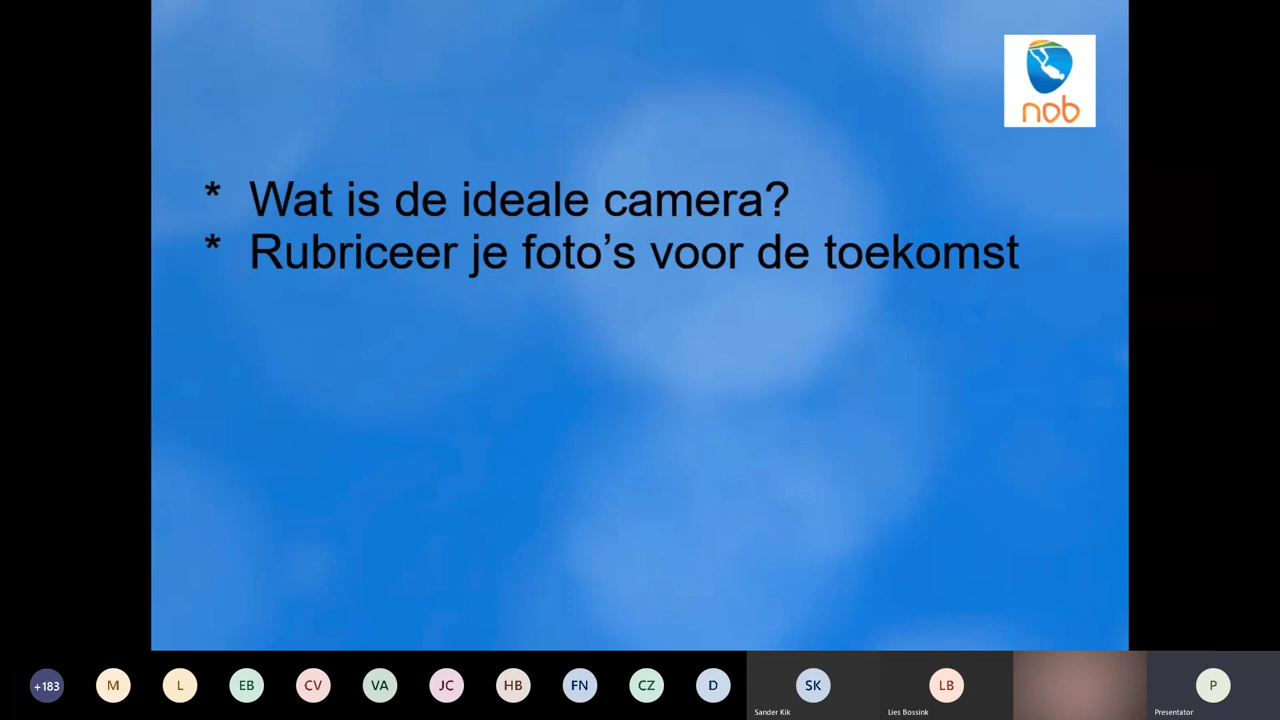 nob
* Wat is de ideale camera?
* Rubriceer je foto’s voor de toekomst
+183 M L EB CV VA JC HB FN CZ D SK LB P
Sander Kik Lies Bossink Presentator